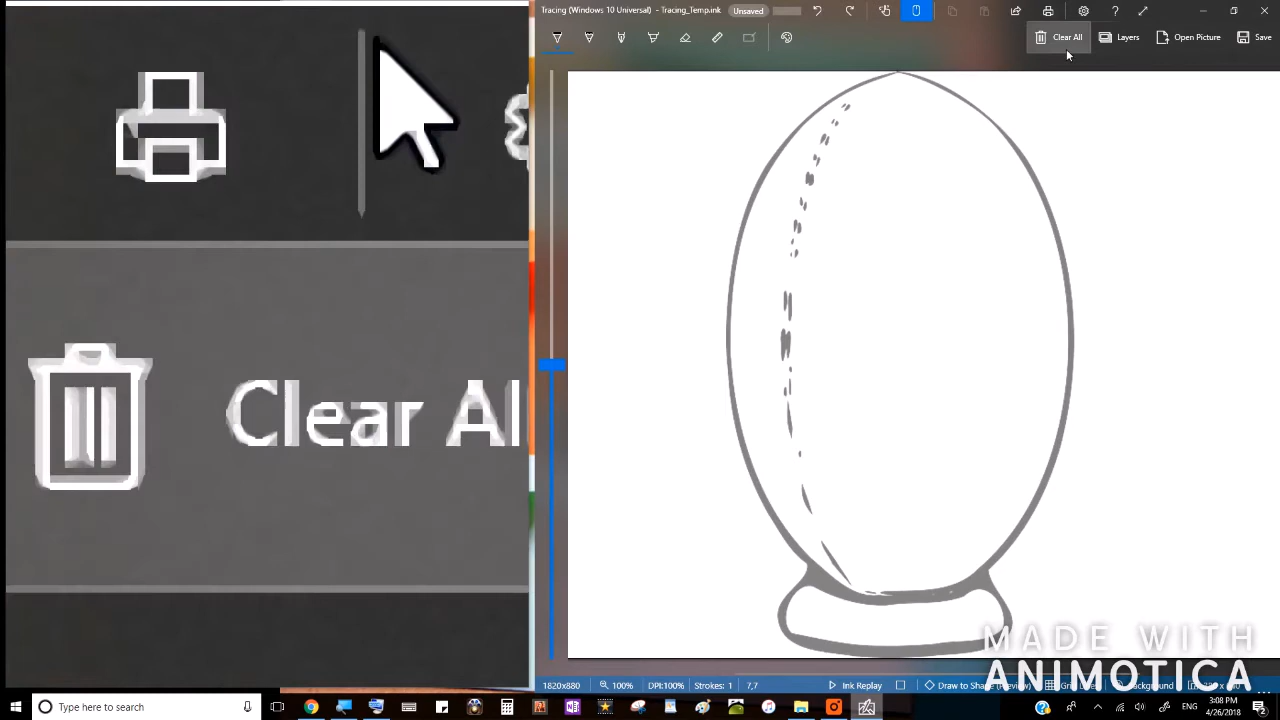 Tracing (Windows 10 Universal) - Tracing_Temp.ink Unsaved
Clear All Layers Open Picture Save
Clear Al
MADE WITH
ANIMOTICA
1820x880 100% DPI:100% Strokes: 1 7,7 Ink Replay Draw to Shape (Preview)
Type here to search
3:08 PM
4/26/2018